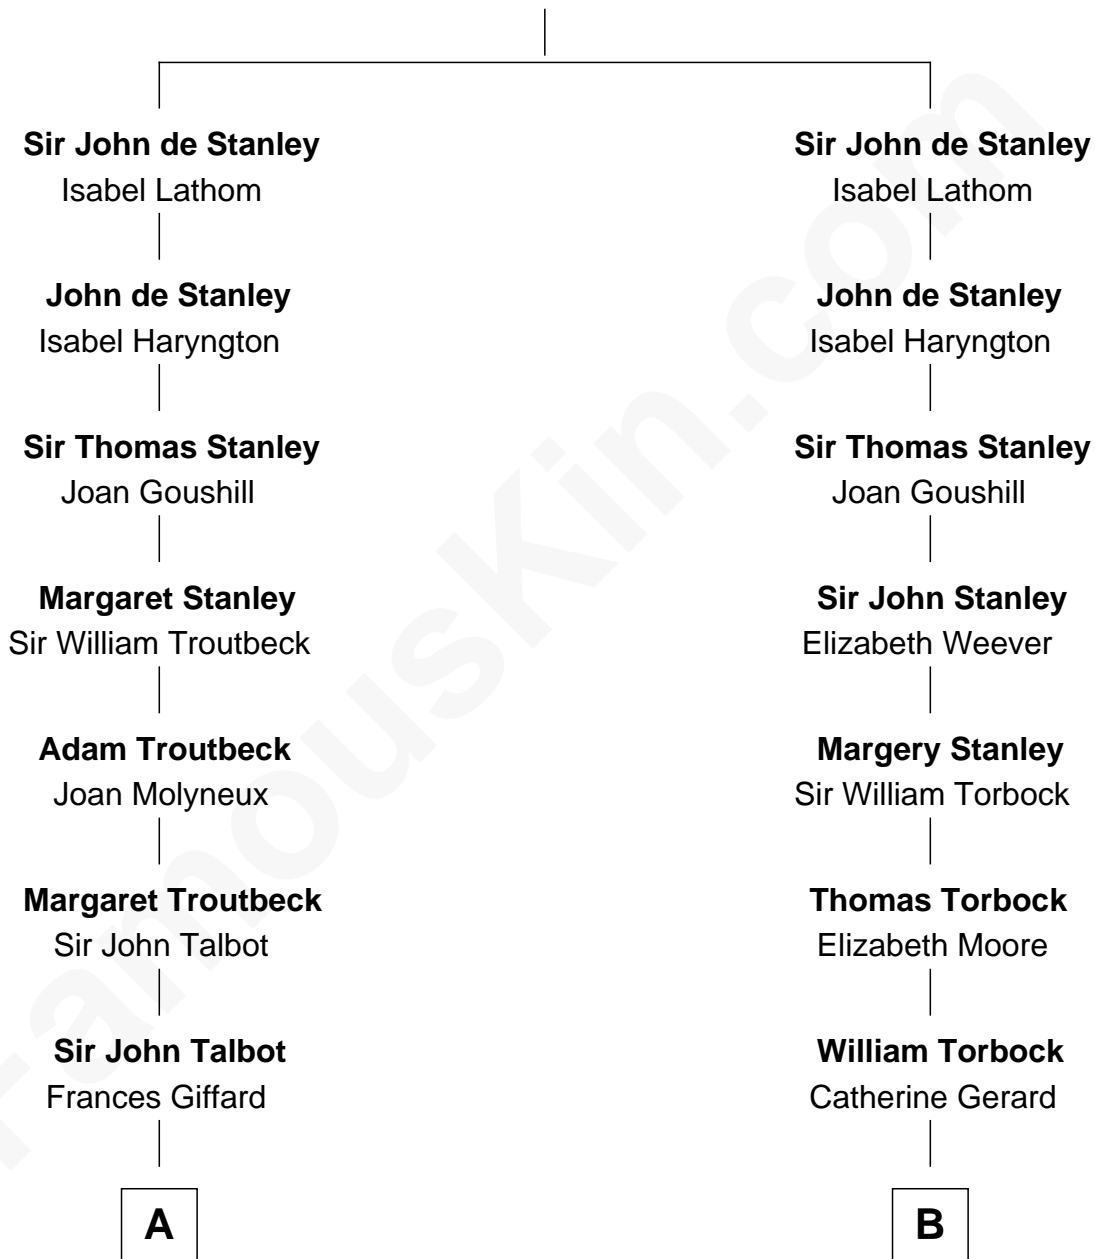 Sir John de Stanley
Isabel Lathom
John de Stanley
Isabel Haryngton
Sir Thomas Stanley
Joan Goushill
Margaret Stanley
Sir William Troutbeck
Adam Troutbeck
Joan Molyneux
Margaret Troutbeck
Sir John Talbot
Sir John Talbot
Frances Giffard
A
Sir John de Stanley
Isabel Lathom
John de Stanley
Isabel Haryngton
Sir Thomas Stanley
Joan Goushill
Sir John Stanley
Elizabeth Weever
Margery Stanley
Sir William Torbock
Thomas Torbock
Elizabeth Moore
William Torbock
Catherine Gerard
B
FamousKin.com